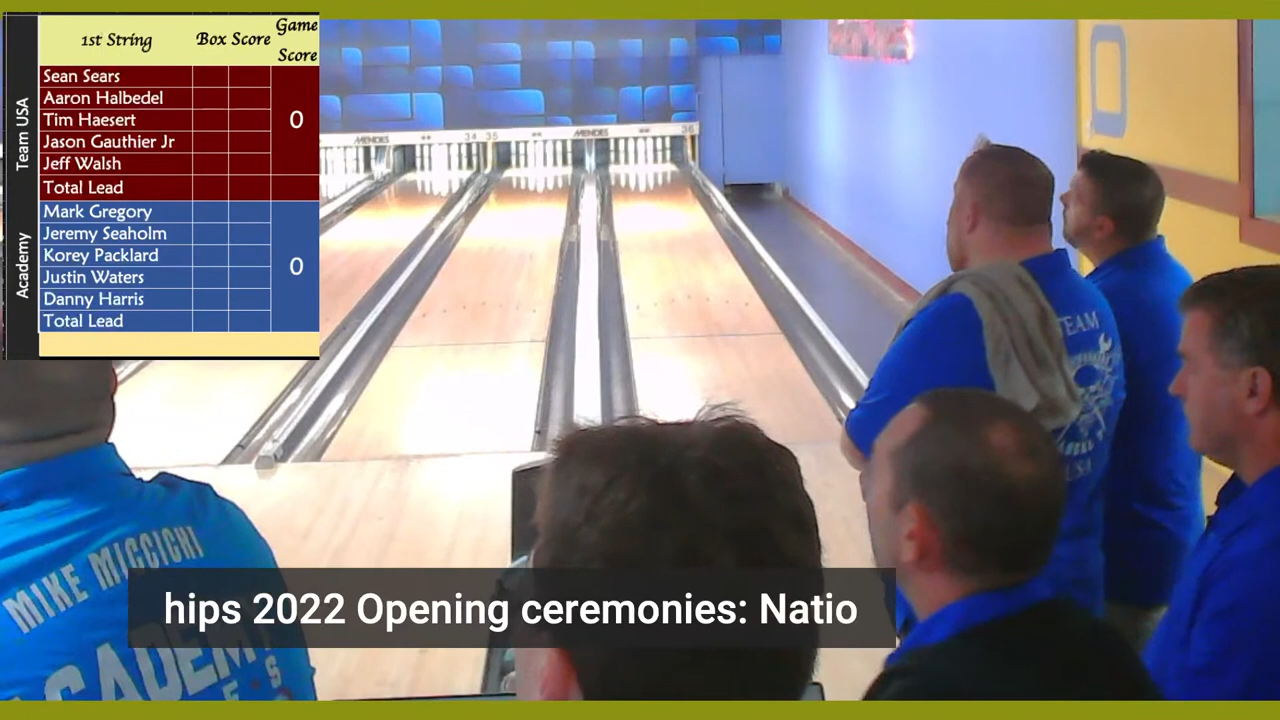 1st String Box Score Game Score
Team USA
Sean Sears
Aaron Halbedel
Tim Haesert
Jason Gauthier Jr
Jeff Walsh
Total Lead
0
Academy
Mark Gregory
Jeremy Seaholm
Korey Packlard
Justin Waters
Danny Harris
Total Lead
0
MENDES
34 35
MENDES
36
TEAM
USA
MIKE MICCICHI
ACADEMY
hips 2022 Opening ceremonies: Natio